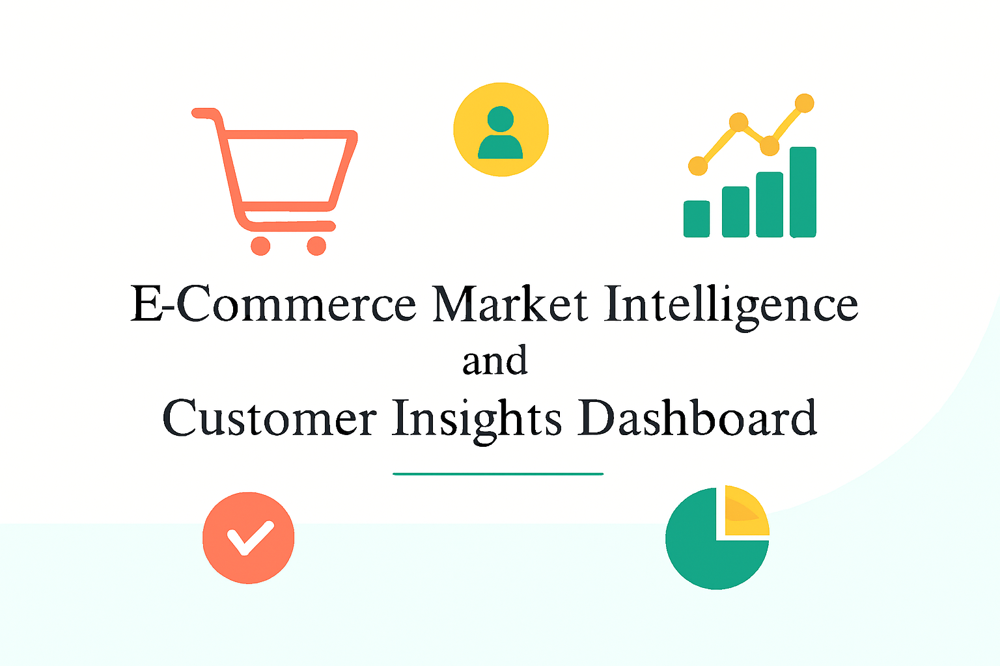 E-Commerce Market Intelligence
and
Customer Insights Dashboard